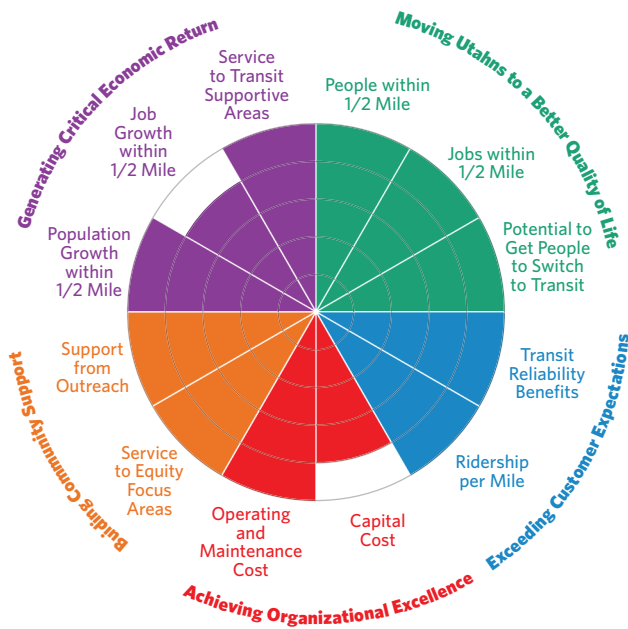 Moving Utahns to a Better Quality of Life
People within
1/2 Mile
Jobs within
1/2 Mile
Potential to
Get People
to Switch
to Transit
Exceeding Customer Expectations
Transit
Reliability
Benefits
Ridership
per Mile
Achieving Organizational Excellence
Capital
Cost
Operating
and
Maintenance
Cost
Building Community Support
Service
to Equity
Focus
Areas
Support
from
Outreach
Generating Critical Economic Return
Population
Growth
within
1/2 Mile
Job
Growth
within
1/2 Mile
Service
to Transit
Supportive
Areas